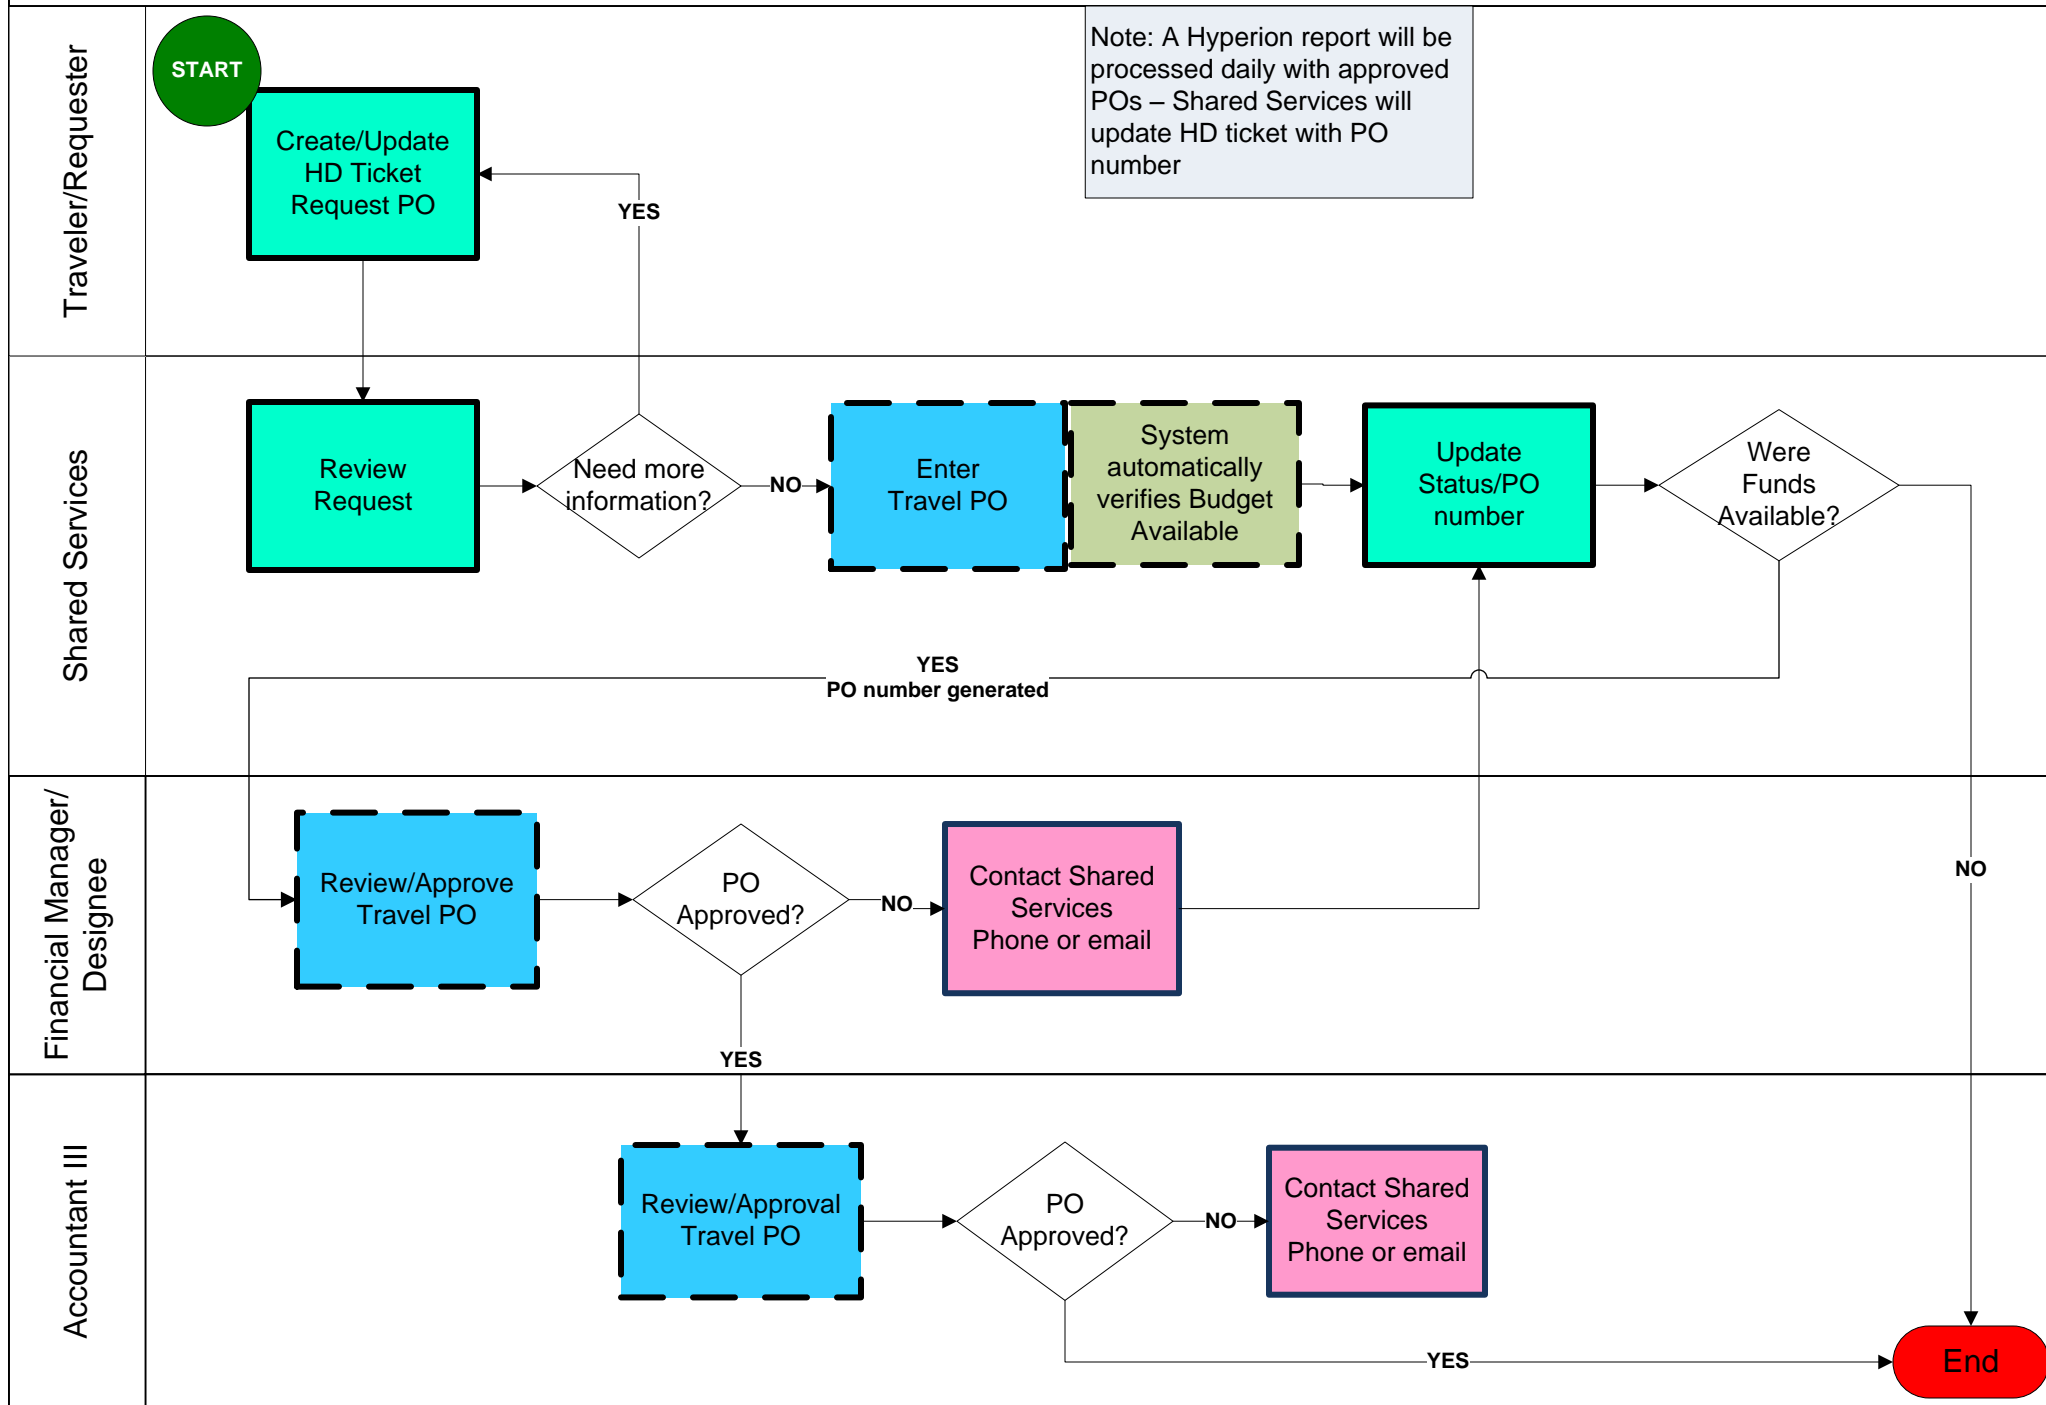 Traveler/Requester
START
Create/Update
HD Ticket
Request PO
YES
Note: A Hyperion report will be
processed daily with approved
POs – Shared Services will
update HD ticket with PO
number
Shared Services
Review
Request
Need more
information?
NO
Enter
Travel PO
System
automatically
verifies Budget
Available
Update
Status/PO
number
Were
Funds
Available?
YES
PO number generated
Financial Manager/
Designee
Review/Approve
Travel PO
PO
Approved?
NO
Contact Shared
Services
Phone or email
NO
YES
Accountant III
Review/Approval
Travel PO
PO
Approved?
NO
Contact Shared
Services
Phone or email
YES
End